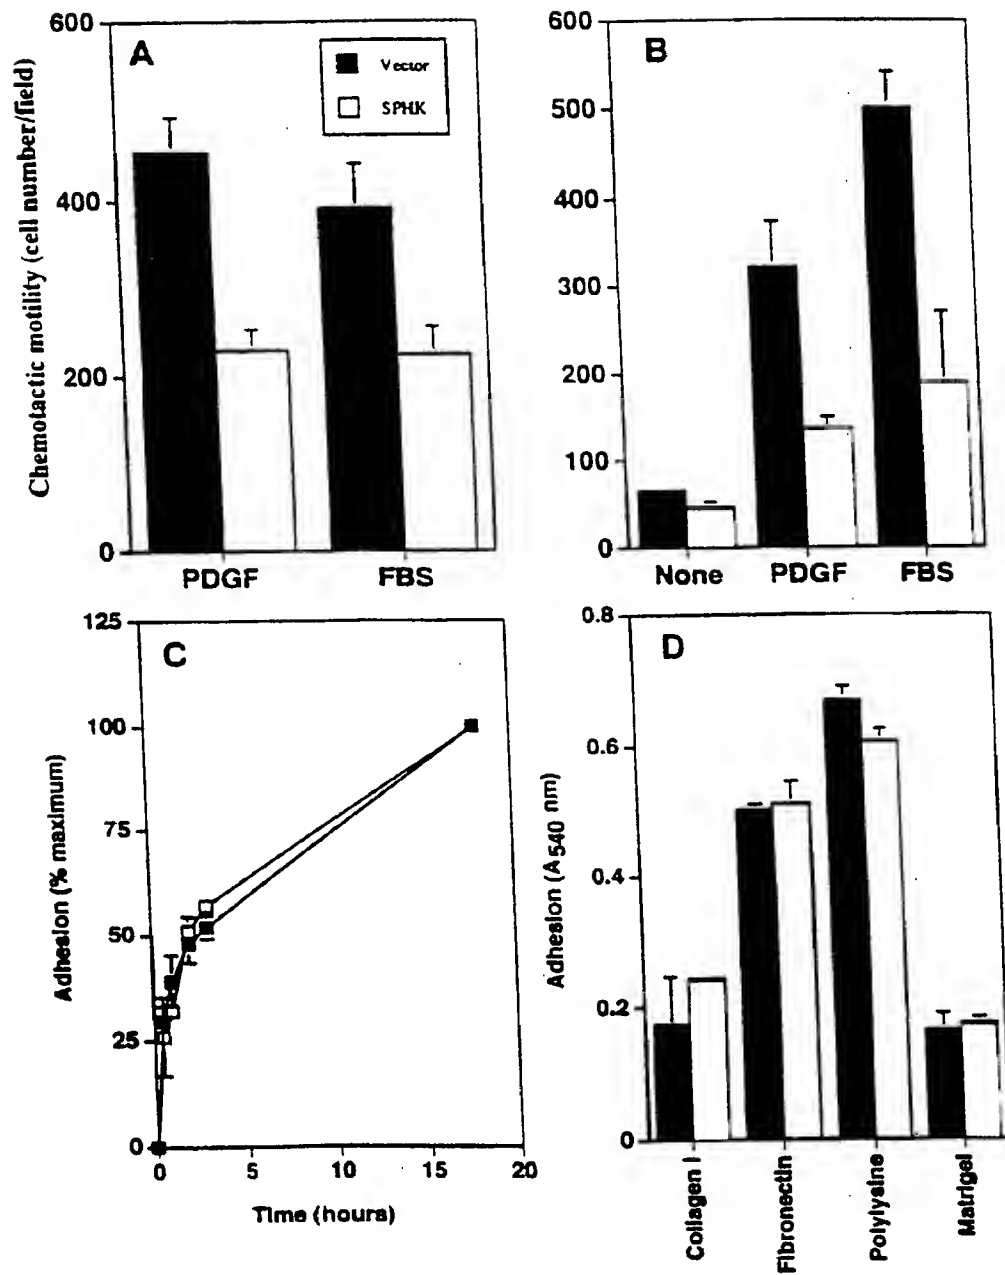 A
Vector
SPHK
Chemotactic motility (cell number/field)
600
400
200
0
PDGF
FBS
B
600
500
400
300
200
100
0
None
PDGF
FBS
C
Adhesion (% maximum)
125
100
75
50
25
0
0
5
10
15
20
Time (hours)
D
Adhesion (A540 nm)
0.8
0.6
0.4
0.2
0
Collagen I
Fibronectin
Polylysine
Matrigel